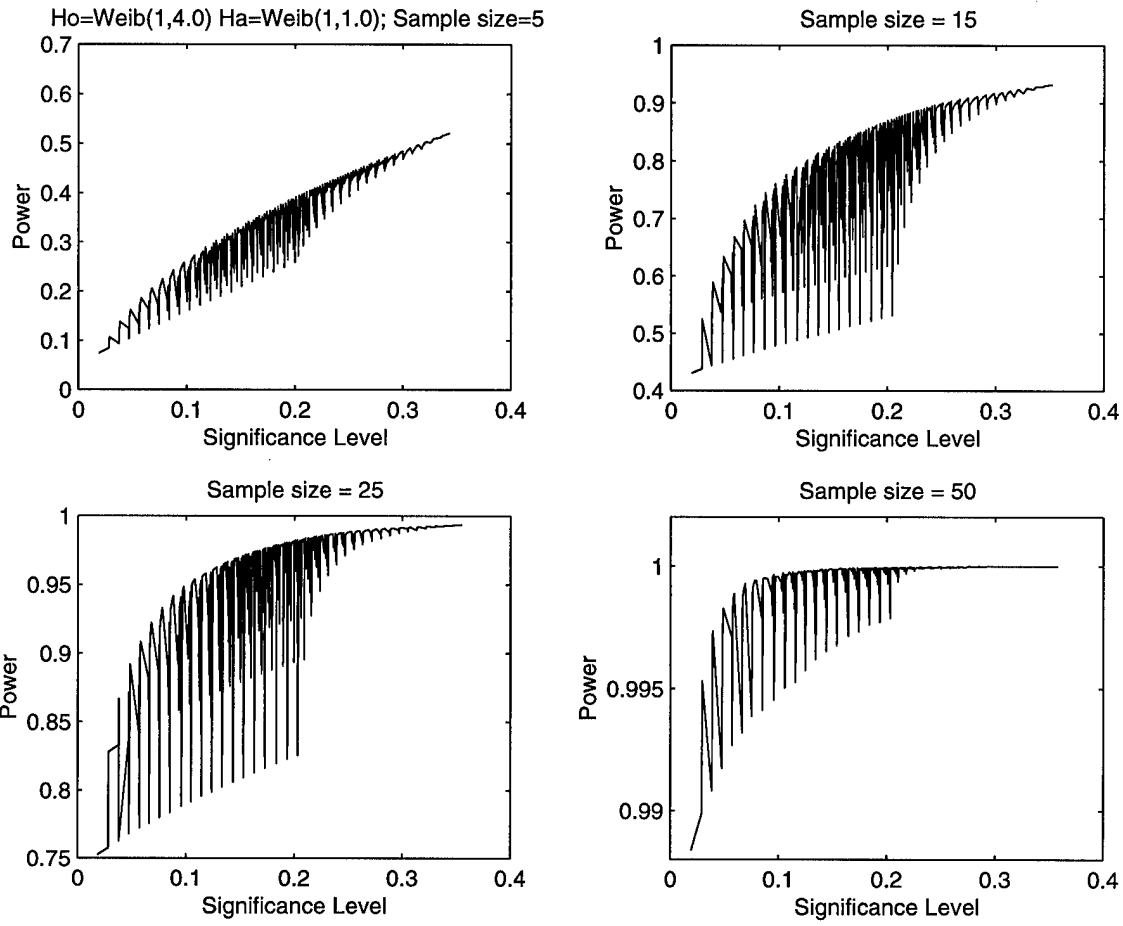 Ho=Weib(1,4.0) Ha=Weib(1,1.0); Sample size=5
0.7
0.6
0.5
0.4
0.3
0.2
0.1
0
Power
0 0.1 0.2 0.3 0.4
Significance Level
Sample size = 15
1
0.9
0.8
0.7
0.6
0.5
0.4
Power
0 0.1 0.2 0.3 0.4
Significance Level
Sample size = 25
1
0.95
0.9
0.85
0.8
0.75
Power
0 0.1 0.2 0.3 0.4
Significance Level
Sample size = 50
1
0.995
0.99
Power
0 0.1 0.2 0.3 0.4
Significance Level